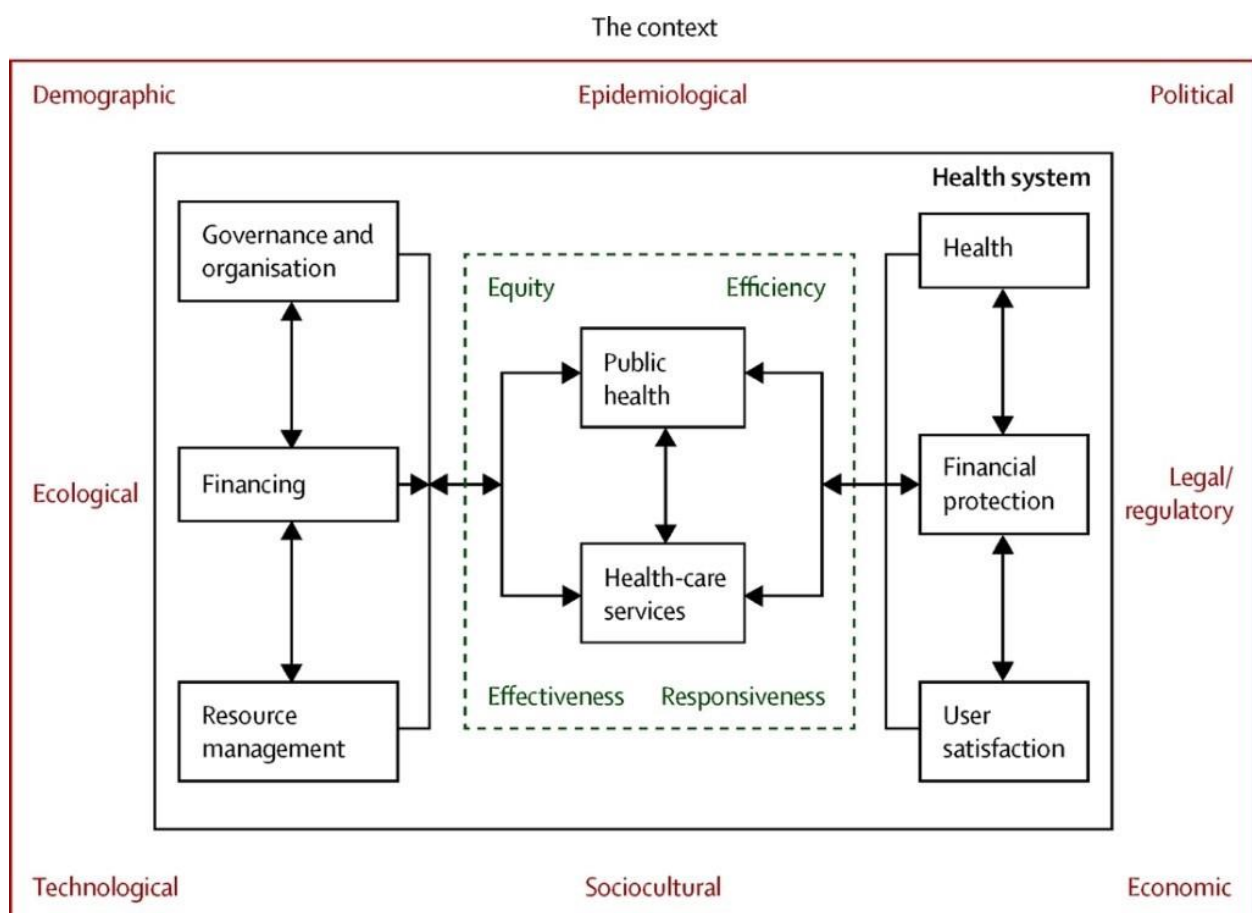 The context
Demographic
Epidemiological
Political
Health system
Governance and
organisation
Health
Equity
Efficiency
Public
health
Ecological
Financing
Financial
protection
Legal/
regulatory
Health-care
services
Effectiveness
Responsiveness
Resource
management
User
satisfaction
Technological
Sociocultural
Economic